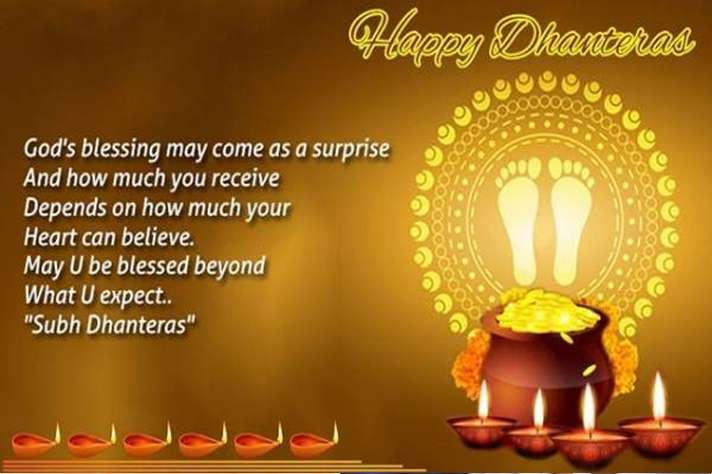 Happy Dhanteras
God's blessing may come as a surprise
And how much you receive
Depends on how much your
Heart can believe.
May U be blessed beyond
What U expect..
"Subh Dhanteras"